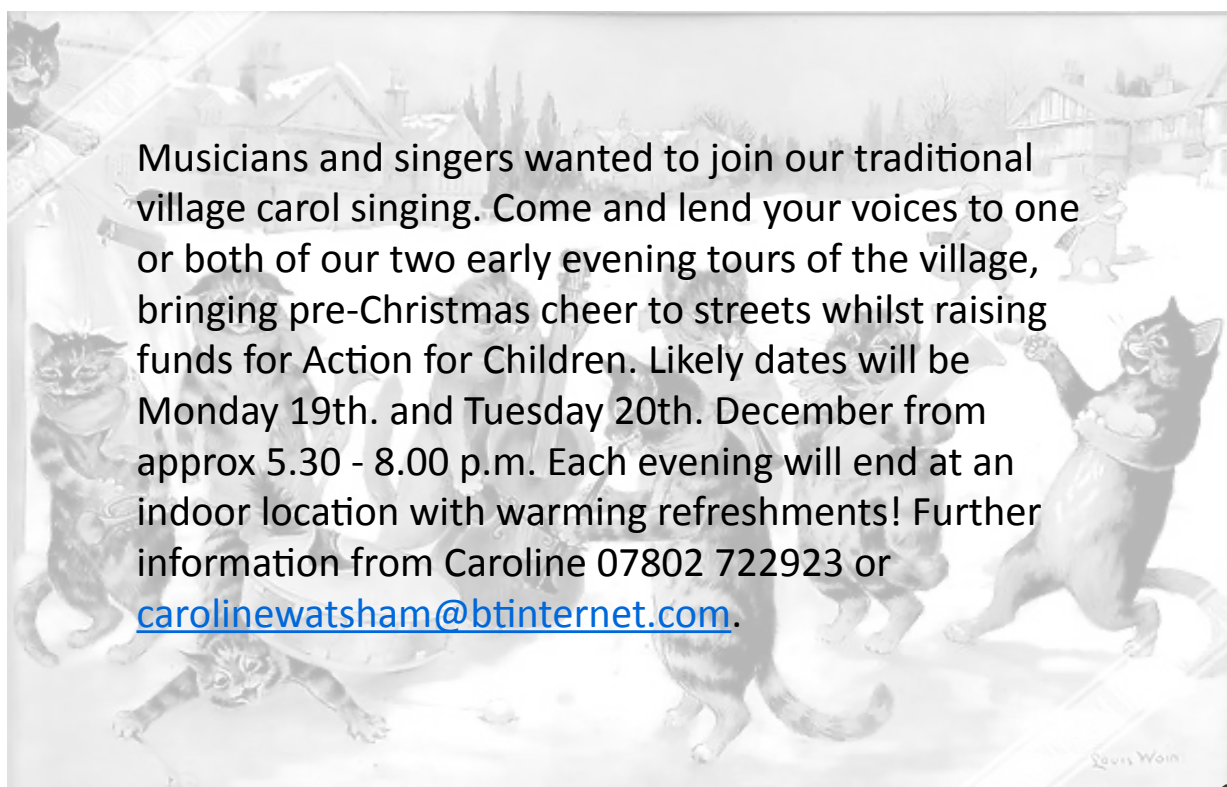 Musicians and singers wanted to join our traditional
village carol singing. Come and lend your voices to one
or both of our two early evening tours of the village,
bringing pre-Christmas cheer to streets whilst raising
funds for Action for Children. Likely dates will be
Monday 19th. and Tuesday 20th. December from
approx 5.30 - 8.00 p.m. Each evening will end at an
indoor location with warming refreshments! Further
information from Caroline 07802 722923 or
carolinewatsham@btinternet.com.
Louis Wain